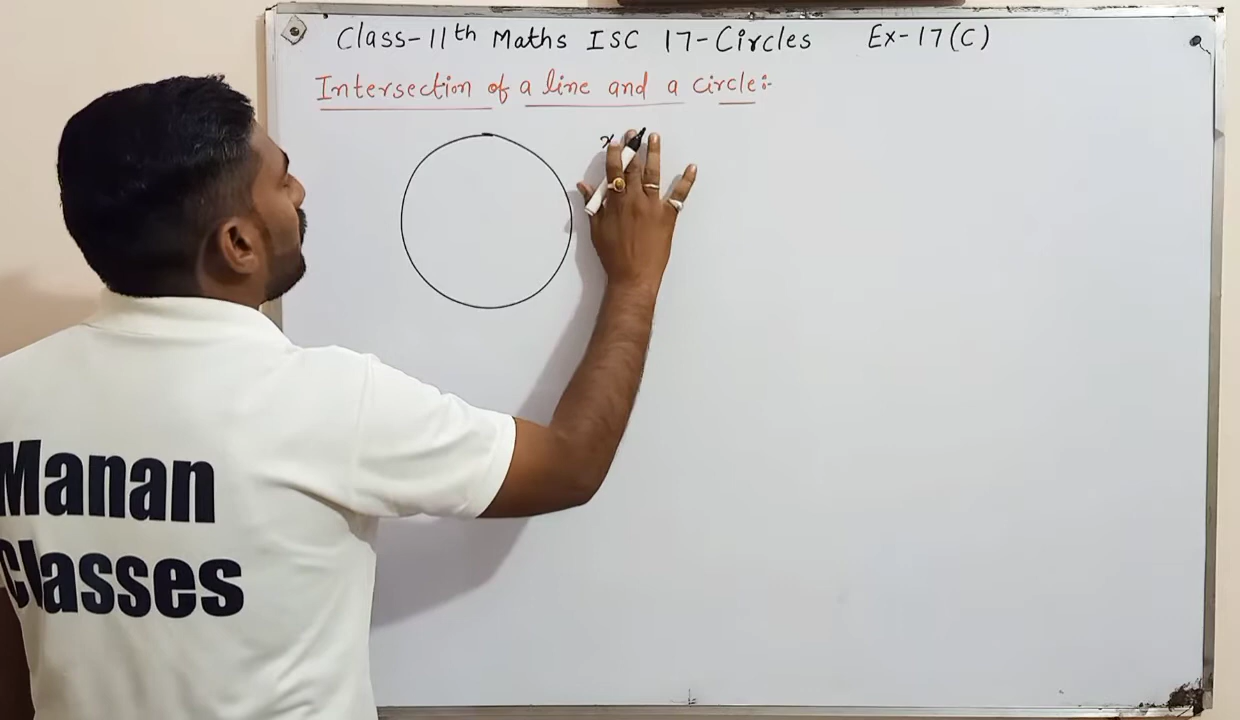 Class-11th Maths ISC 17-Circles Ex-17(C)
Intersection of a line and a circle:-
x
Manan
Classes